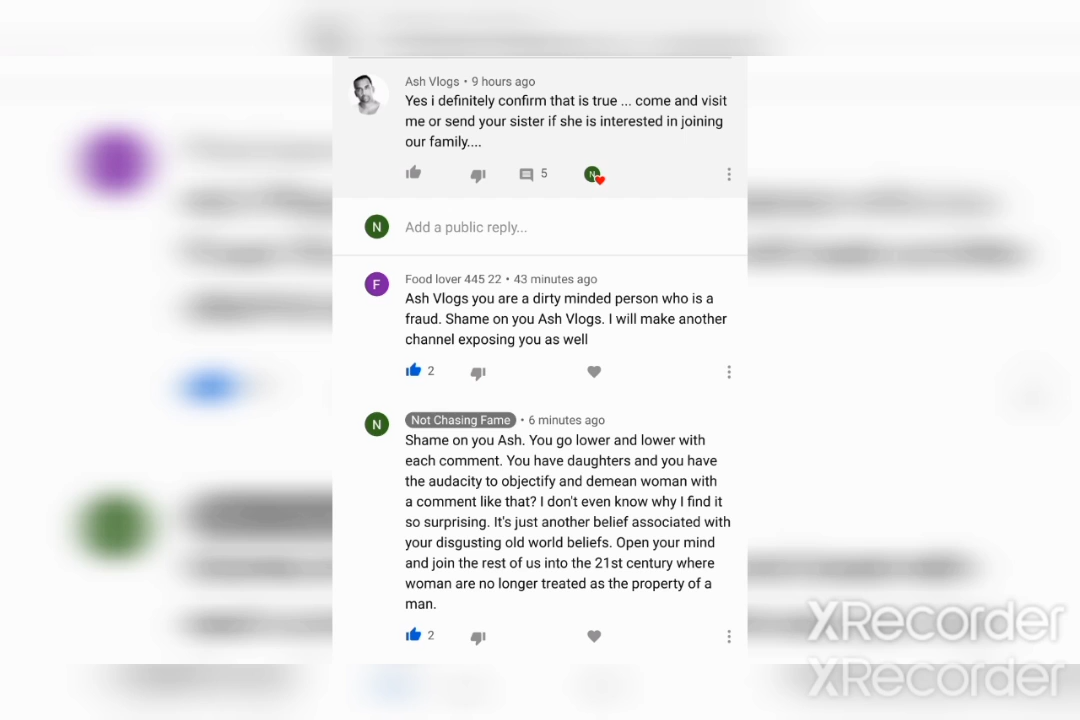 Ash Vlogs • 9 hours ago
Yes i definitely confirm that is true ... come and visit
me or send your sister if she is interested in joining
our family....
5
N
N
Add a public reply...
F
Food lover 445 22 • 43 minutes ago
Ash Vlogs you are a dirty minded person who is a
fraud. Shame on you Ash Vlogs. I will make another
channel exposing you as well
2
N
Not Chasing Fame • 6 minutes ago
Shame on you Ash. You go lower and lower with
each comment. You have daughters and you have
the audacity to objectify and demean woman with
a comment like that? I don't even know why I find it
so surprising. It's just another belief associated with
your disgusting old world beliefs. Open your mind
and join the rest of us into the 21st century where
woman are no longer treated as the property of a
man.
2
XRecorder
XRecorder